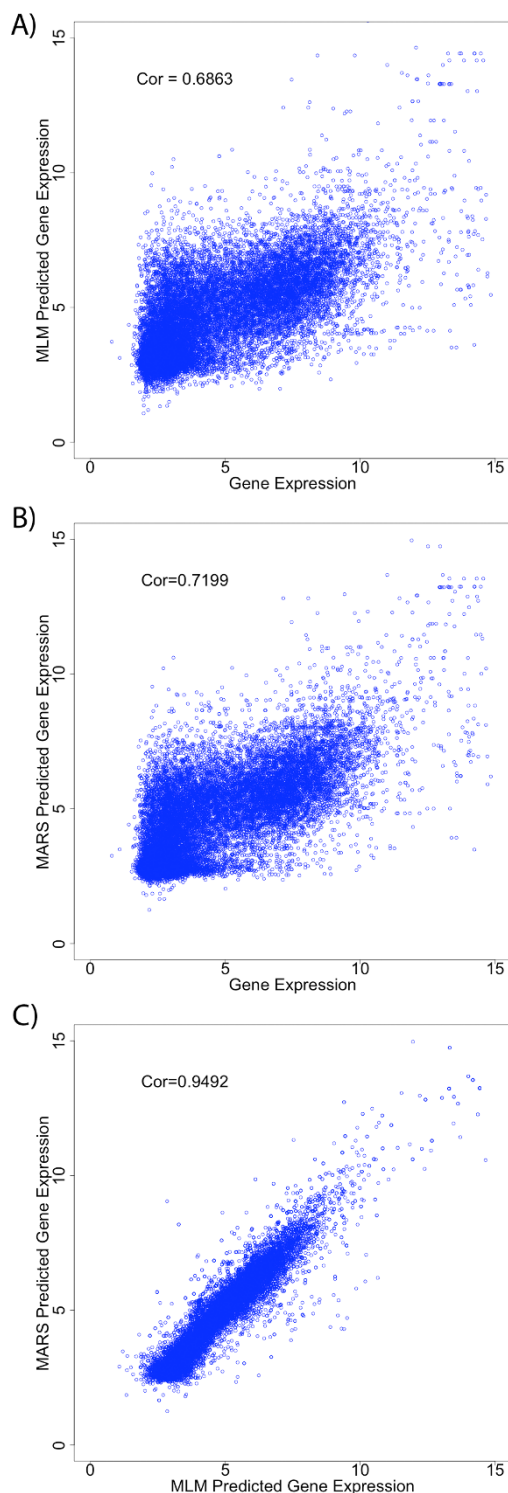 A)
Cor = 0.6863
15
10
5
0
MLM Predicted Gene Expression
0 5 10 15
Gene Expression
B)
Cor=0.7199
15
10
5
0
MARS Predicted Gene Expression
0 5 10 15
Gene Expression
C)
Cor=0.9492
15
10
5
0
MARS Predicted Gene Expression
0 5 10 15
MLM Predicted Gene Expression